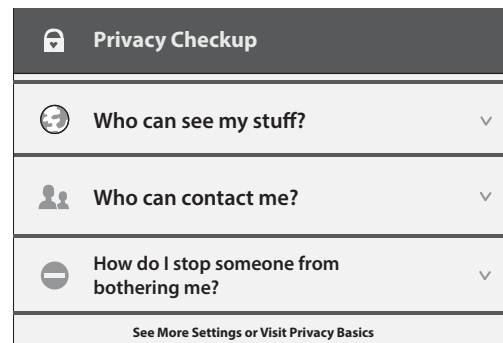 Privacy Checkup
Who can see my stuff?
Who can contact me?
How do I stop someone from
bothering me?
See More Settings or Visit Privacy Basics